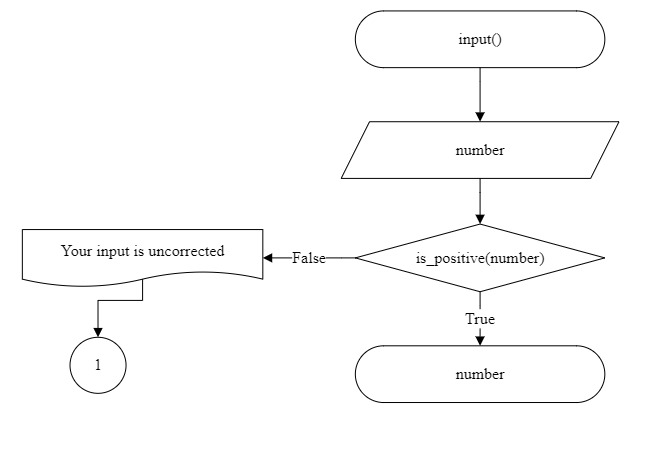 input()
number
is_positive(number)
False
Your input is uncorrected
True
1
number